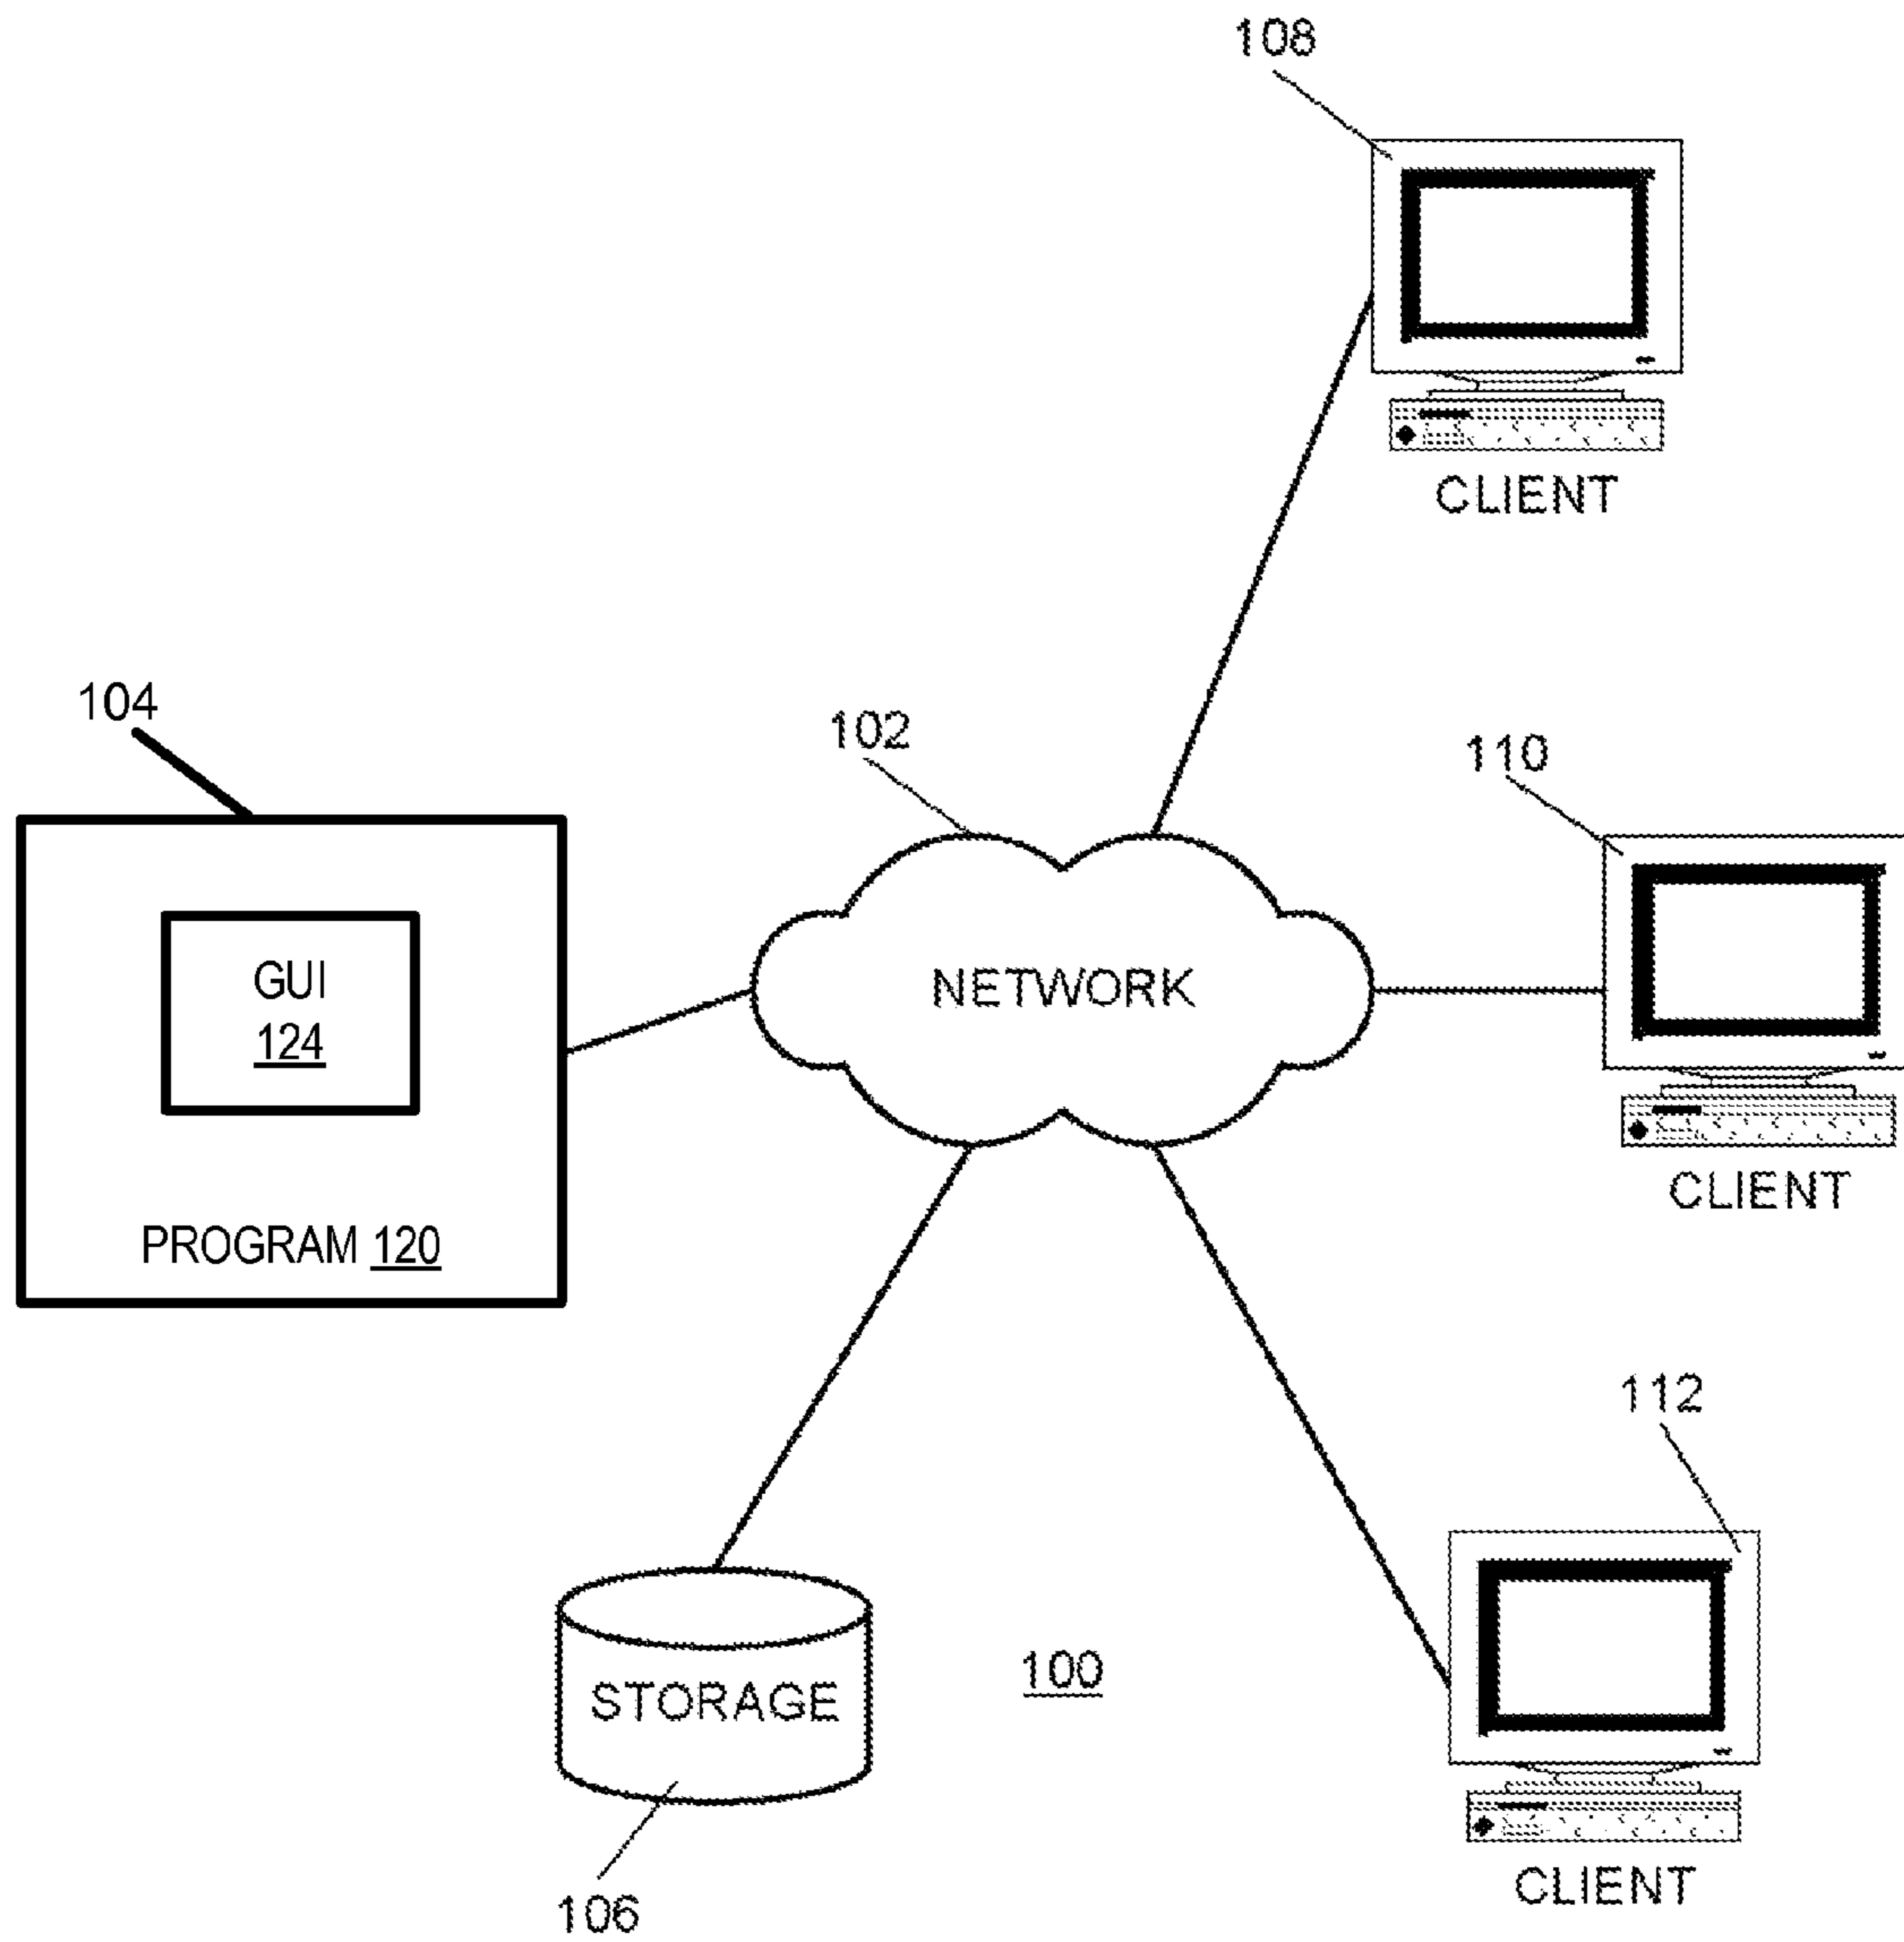 108
CLIENT
104
102
110
GUI
124
NETWORK
CLIENT
PROGRAM 120
112
STORAGE
100
CLIENT
106